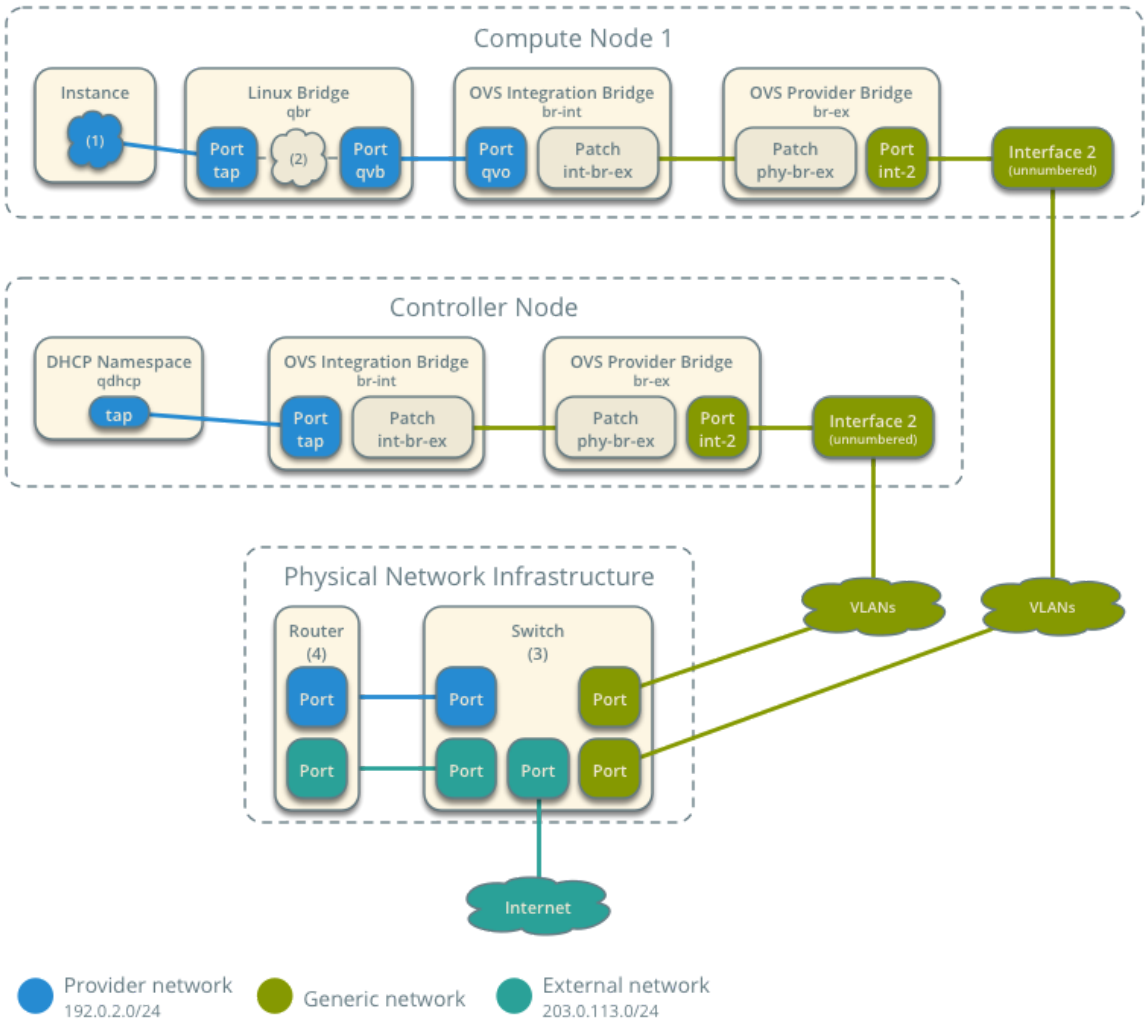 Compute Node 1
Instance
(1)
Linux Bridge
qbr
Port
tap
(2)
Port
qvb
OVS Integration Bridge
br-int
Port
qvo
Patch
int-br-ex
OVS Provider Bridge
br-ex
Patch
phy-br-ex
Port
int-2
Interface 2
(unnumbered)
Controller Node
DHCP Namespace
qdhcp
tap
OVS Integration Bridge
br-int
Port
tap
Patch
int-br-ex
OVS Provider Bridge
br-ex
Patch
phy-br-ex
Port
int-2
Interface 2
(unnumbered)
Physical Network Infrastructure
VLANs
VLANs
Router
(4)
Port
Port
Switch
(3)
Port
Port
Port
Port
Port
Internet
Provider network
192.0.2.0/24
Generic network
External network
203.0.113.0/24